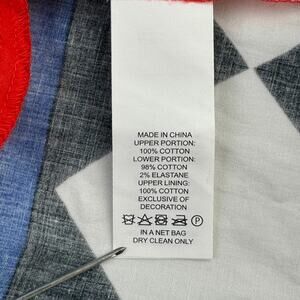 MADE IN CHINA
UPPER PORTION:
100% COTTON
LOWER PORTION:
98% COTTON
2% ELASTANE
UPPER LINING:
100% COTTON
EXCLUSIVE OF
DECORATION
P
IN A NET BAG
DRY CLEAN ONLY